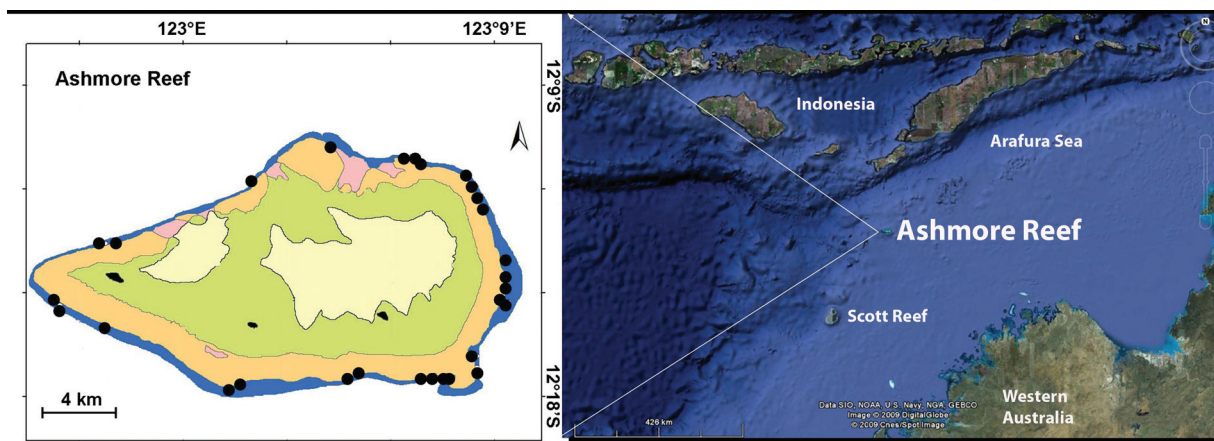 123°E
123°9’E
Ashmore Reef
12°9’S
12°18’S
4 km
N
Indonesia
Arafura Sea
Ashmore Reef
Scott Reef
Western
Australia
Data SIO, NOAA, U.S. Navy, NGA, GEBCO
Image © 2009 DigitalGlobe
© 2009 Cnes/Spot Image
426 km